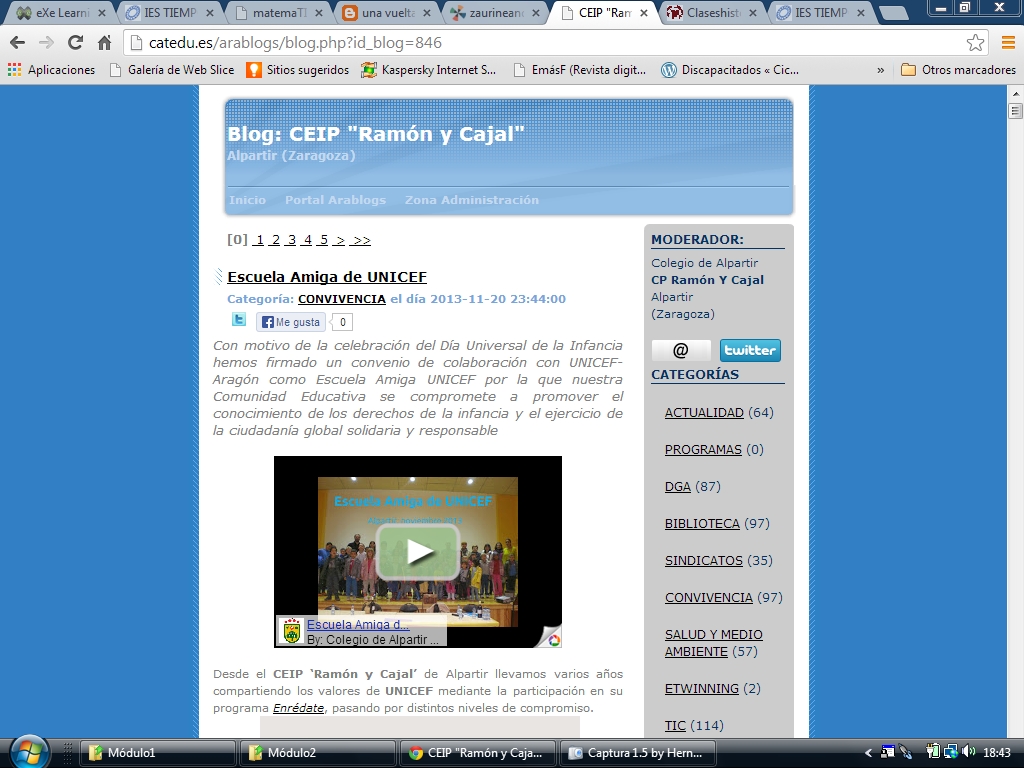 eXe Learni
IES TIEMP
matemaTI
una vuelta
zaurinean
CEIP "Ram
Claseshist
IES TIEMP
catedu.es/arablogs/blog.php?id_blog=846
Aplicaciones
Galería de Web Slice
Sitios sugeridos
Kaspersky Internet S...
EmásF (Revista digit...
Discapacitados « Cic...
»
Otros marcadores
Blog: CEIP "Ramón y Cajal"
Alpartir (Zaragoza)
Inicio Portal Arablogs Zona Administración
[0] 1 2 3 4 5 > >>
Escuela Amiga de UNICEF
Categoría: CONVIVENCIA el día 2013-11-20 23:44:00
Me gusta 0
Con motivo de la celebración del Día Universal de la Infancia
hemos firmado un convenio de colaboración con UNICEF-
Aragón como Escuela Amiga UNICEF por la que nuestra
Comunidad Educativa se compromete a promover el
conocimiento de los derechos de la infancia y el ejercicio de
la ciudadanía global solidaria y responsable
Escuela Amiga de UNICEF
Alpartir, noviembre 2013
Escuela Amiga d...
By: Colegio de Alpartir ...
Desde el CEIP 'Ramón y Cajal' de Alpartir llevamos varios años
compartiendo los valores de UNICEF mediante la participación en su
programa Enrédate, pasando por distintos niveles de compromiso.
MODERADOR:
Colegio de Alpartir
CP Ramón Y Cajal
Alpartir
(Zaragoza)
@ twitter
CATEGORÍAS
ACTUALIDAD (64)
PROGRAMAS (0)
DGA (87)
BIBLIOTECA (97)
SINDICATOS (35)
CONVIVENCIA (97)
SALUD Y MEDIO
AMBIENTE (57)
ETWINNING (2)
TIC (114)
Módulo1
Módulo2
CEIP "Ramón y Caja...
Captura 1.5 by Hern...
18:43